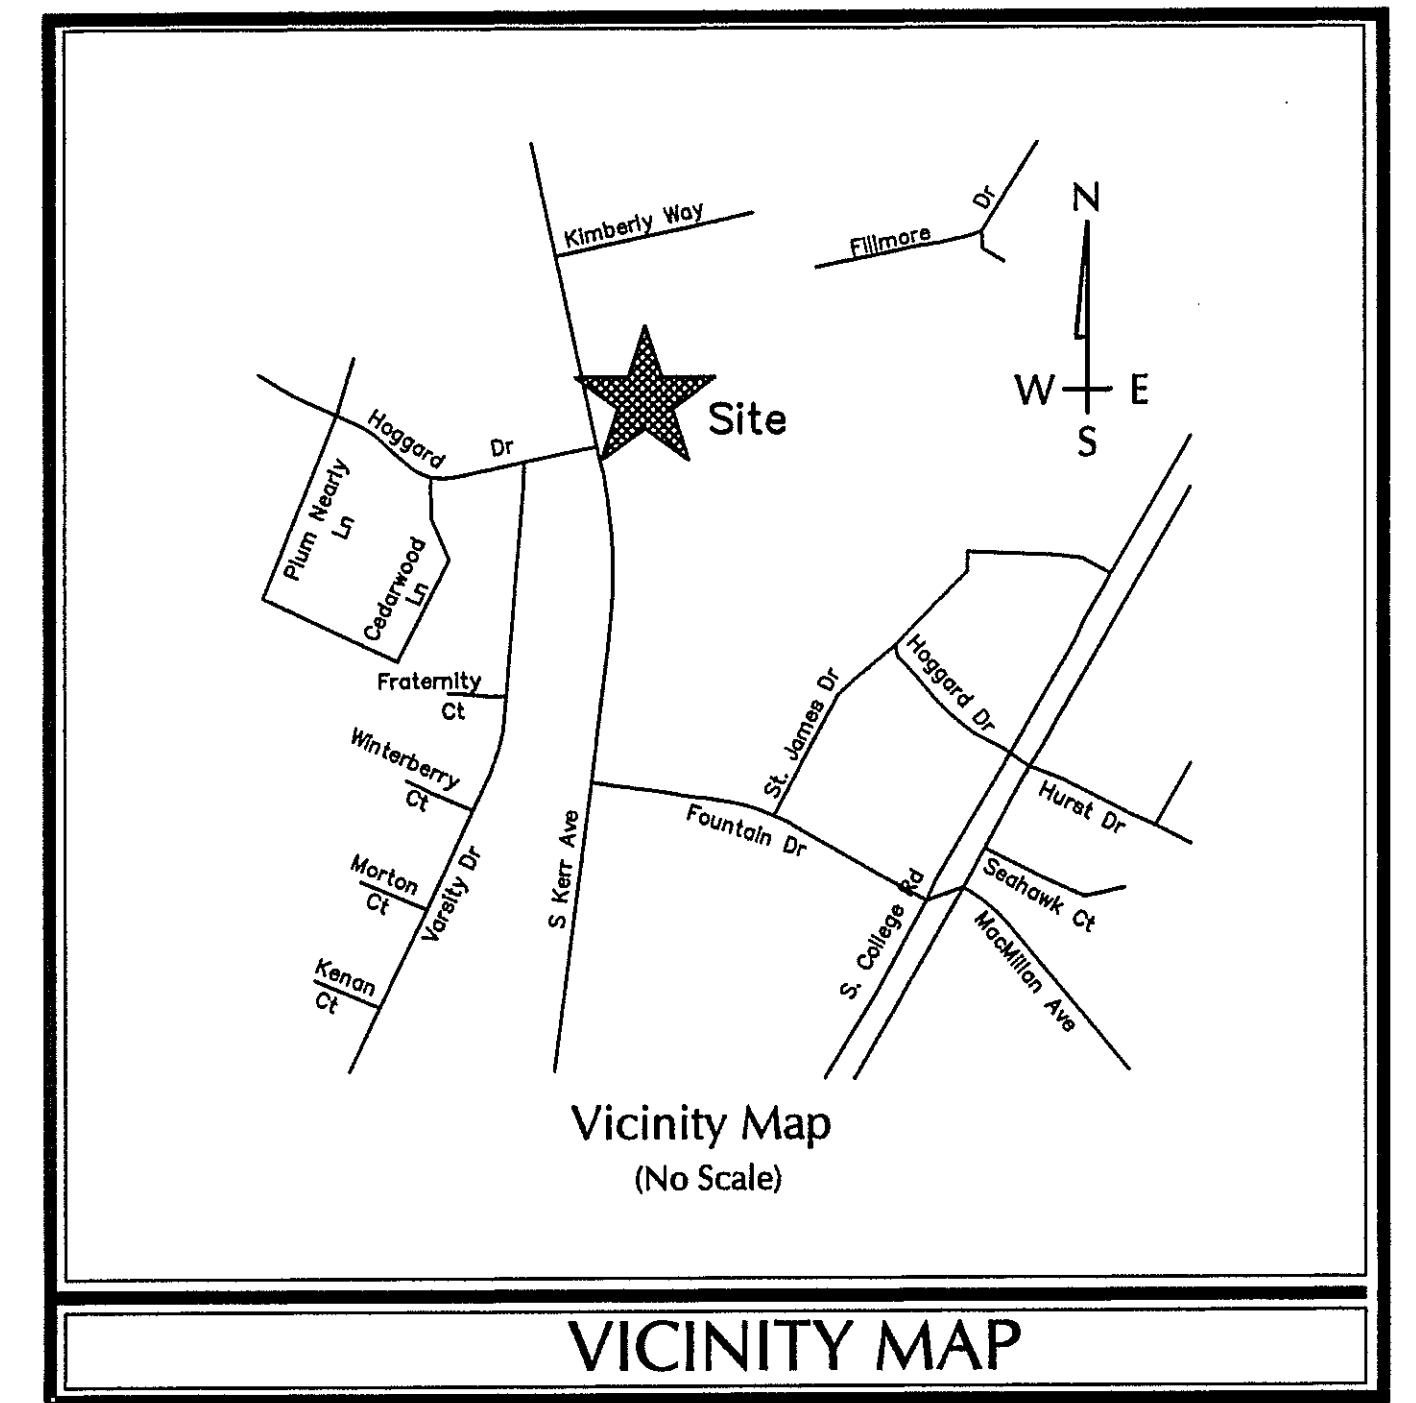 N
Dr
Kimberly Way
Fillmore
W E
S
Site
Hoggard
Dr
Plum Nearly
Ln
Cedarwood
Ln
Fraternity
Ct
Hoggard Dr
St. James Dr
Winterberry
Ct
Hurst Dr
Fountain Dr
S Kerr Ave
Varsity Dr
Morton
Ct
Seahawk Ct
S. College Rd
MacMillan Ave
Kenan
Ct
Vicinity Map
(No Scale)
VICINITY MAP